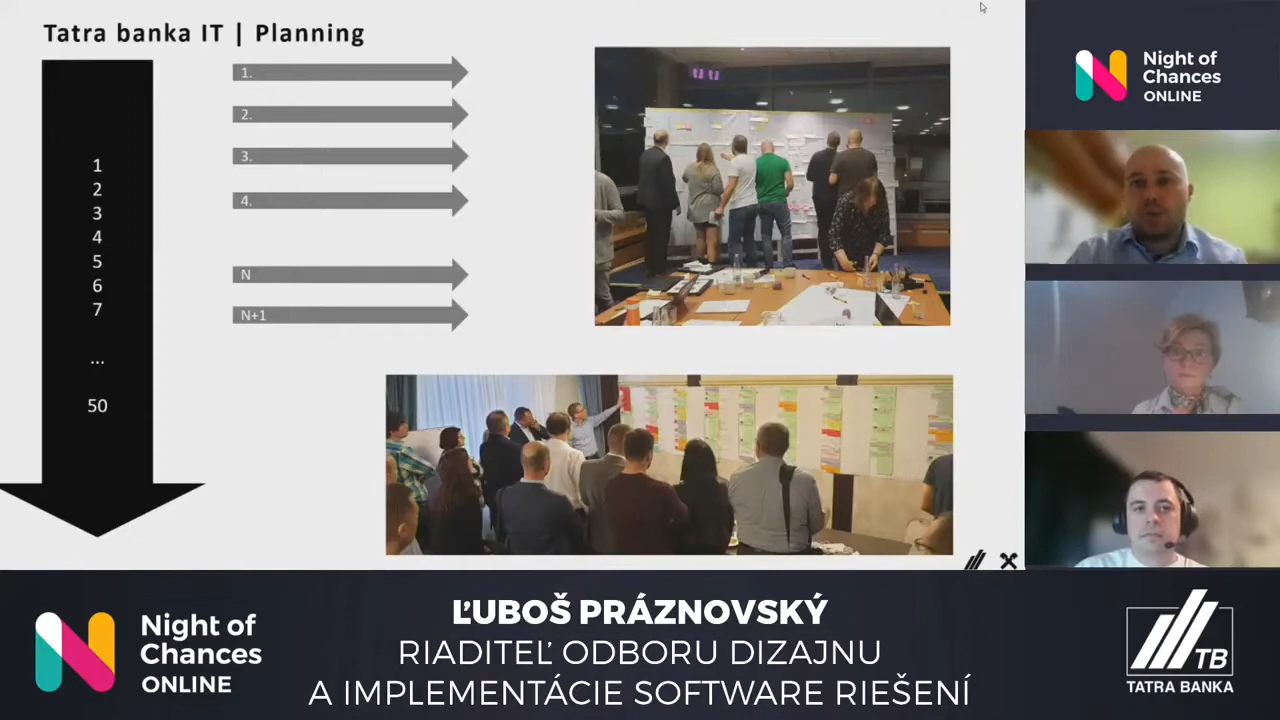 Tatra banka IT | Planning
1
2
3
4
5
6
7
...
50
1.
2.
3.
4.
N
N+1
Night of
Chances
ONLINE
Night of
Chances
ONLINE
ĽUBOŠ PRÁZNOVSKÝ
RIADITEĽ ODBORU DIZAJNU
A IMPLEMENTÁCIE SOFTWARE RIEŠENÍ
TB
TATRA BANKA